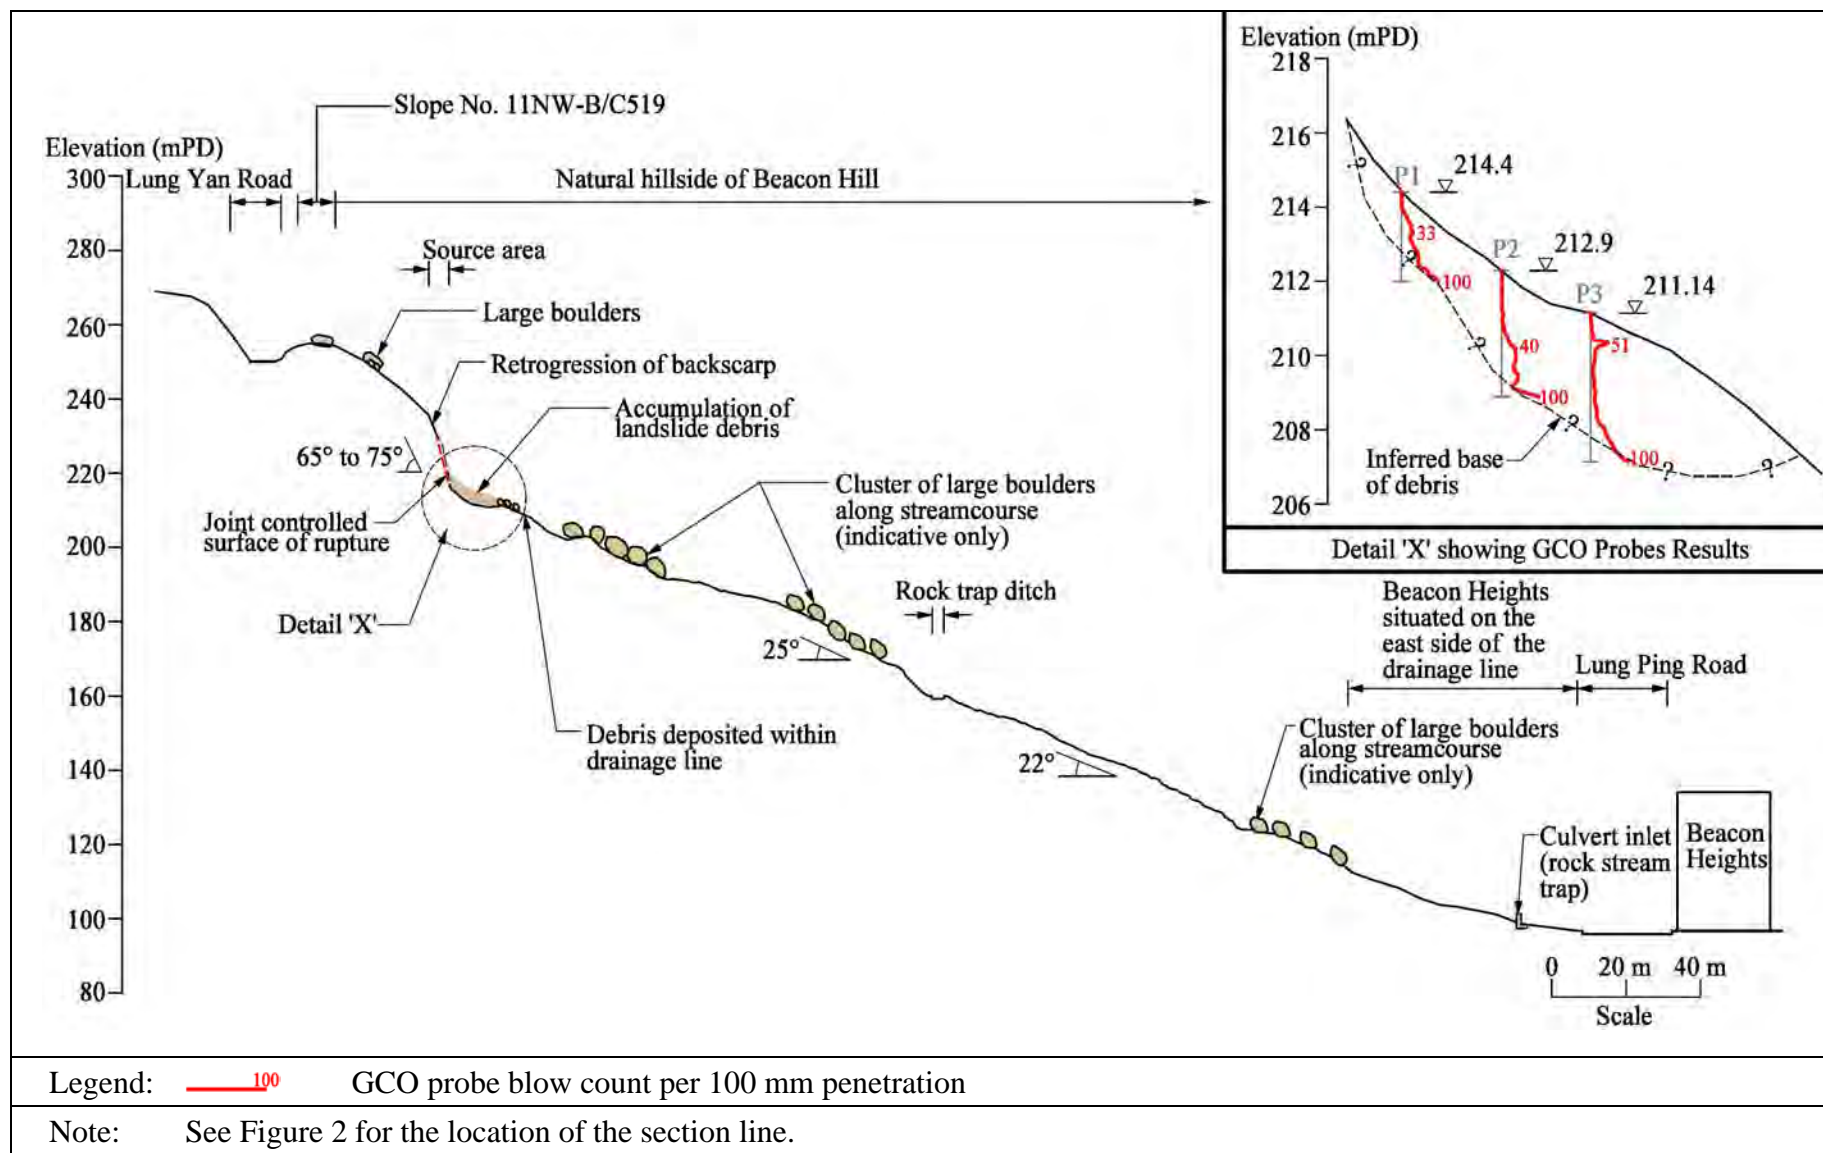 Elevation (mPD)
218
216
214
212
210
208
206
P1
214.4
P2
212.9
P3
211.14
33
100
40
100
51
100
?
?
?
?
?
?
Inferred base
of debris
Detail 'X' showing GCO Probes Results
Slope No. 11NW-B/C519
Elevation (mPD)
300
280
260
240
220
200
180
160
140
120
100
80
Lung Yan Road
Natural hillside of Beacon Hill
Source area
Large boulders
Retrogression of backscarp
Accumulation of
landslide debris
65° to 75°
Joint controlled
surface of rupture
Detail 'X'
Cluster of large boulders
along streamcourse
(indicative only)
Rock trap ditch
25°
Debris deposited within
drainage line
22°
Beacon Heights
situated on the
east side of the
drainage line
Lung Ping Road
Cluster of large boulders
along streamcourse
(indicative only)
Culvert inlet
(rock stream
trap)
Beacon
Heights
0 20 m 40 m
Scale
Legend: 100 GCO probe blow count per 100 mm penetration
Note: See Figure 2 for the location of the section line.